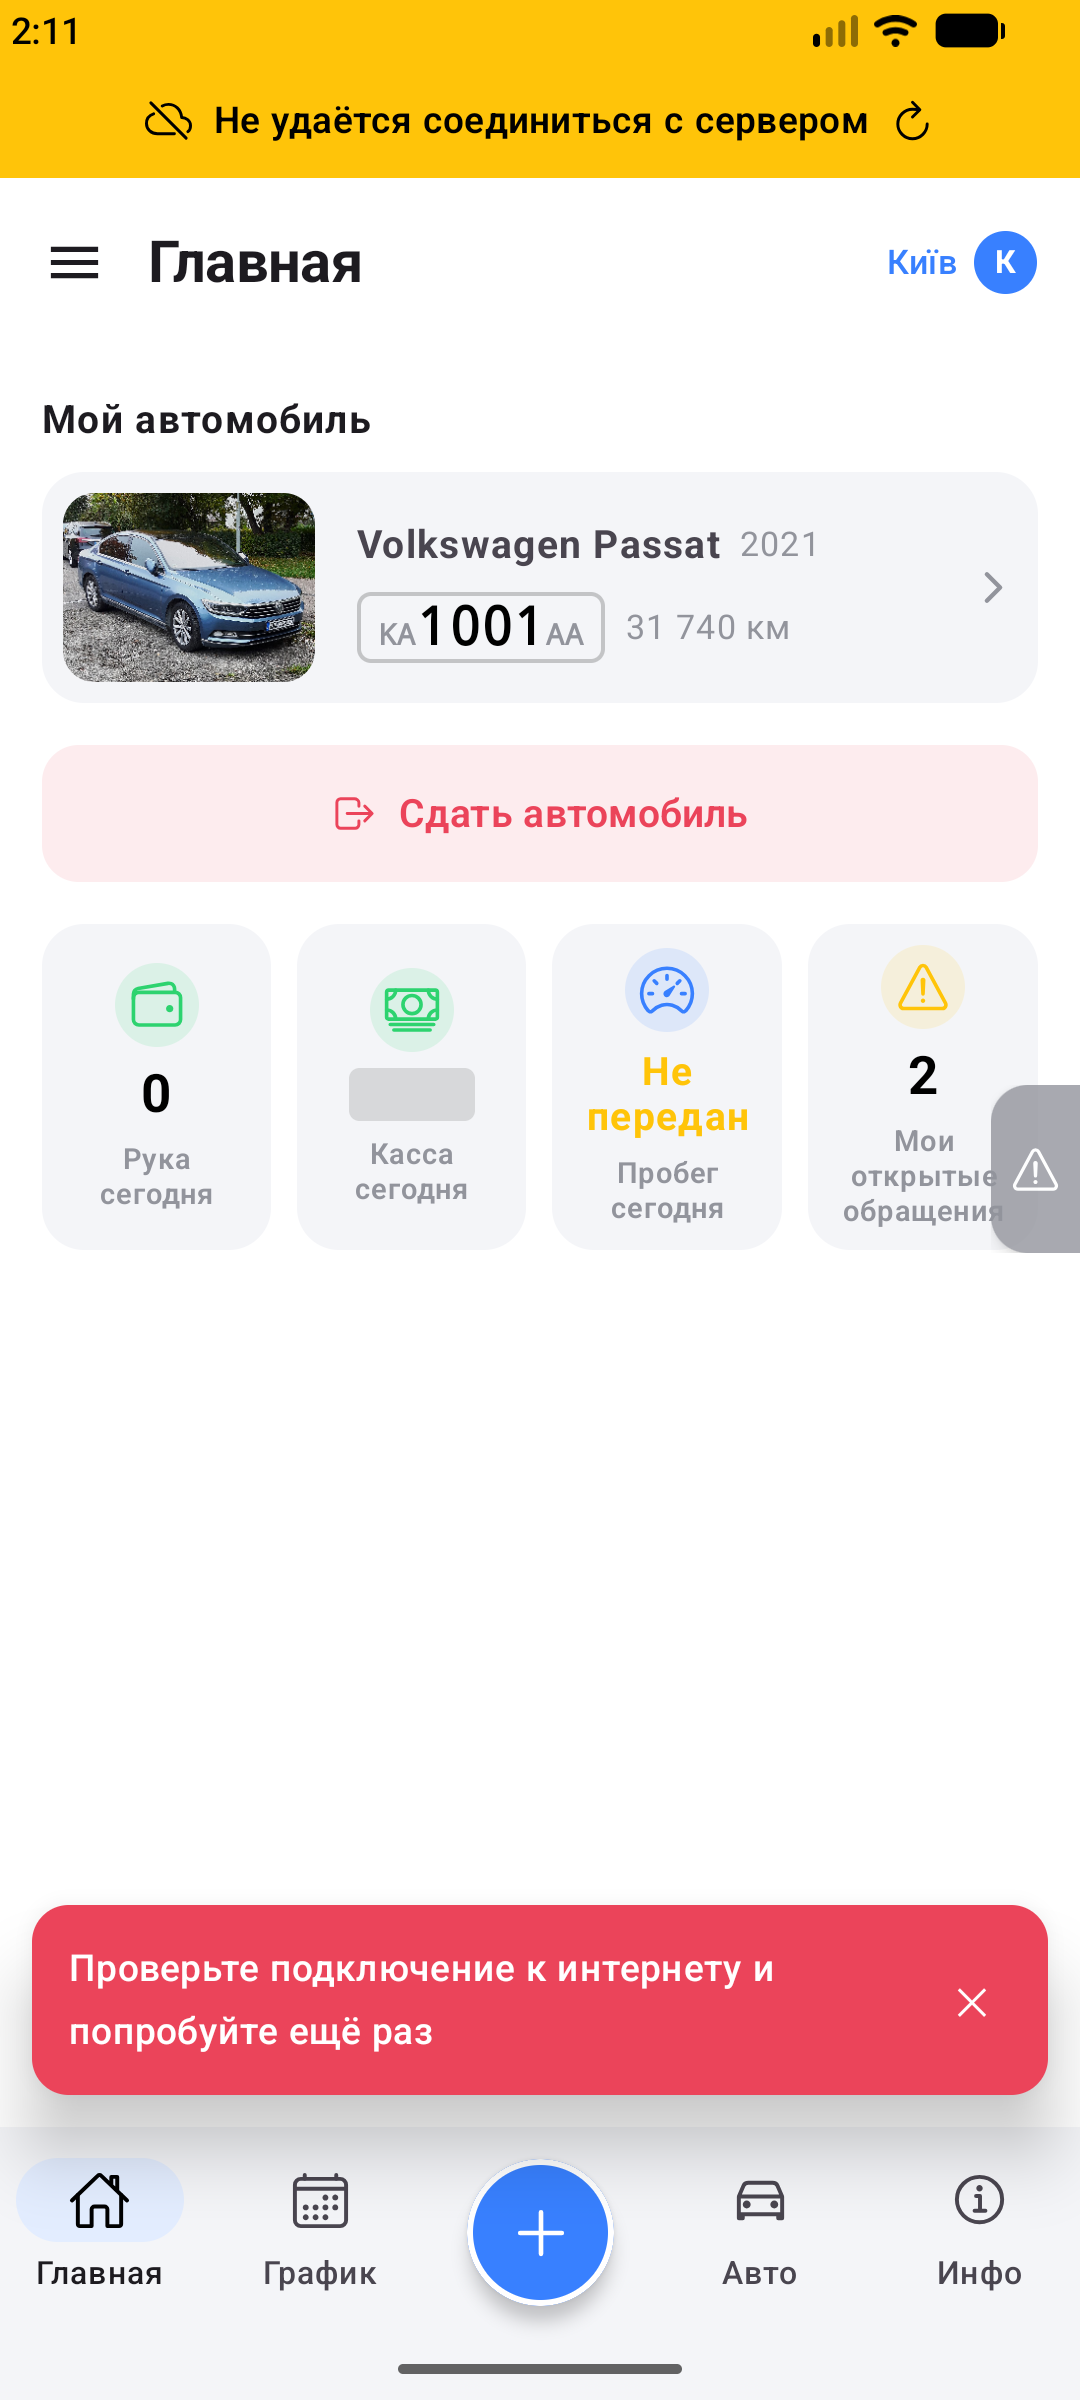 2:11
Не удаётся соединиться с сервером
Главная
Київ K
Мой автомобиль
Volkswagen Passat 2021
KA 1001 AA 31 740 км
Сдать автомобиль
0
Рука
сегодня
Касса
сегодня
Не
передан
Пробег
сегодня
2
Мои
открытые
обращения
Проверьте подключение к интернету и
попробуйте ещё раз
Главная
График
Авто
Инфо